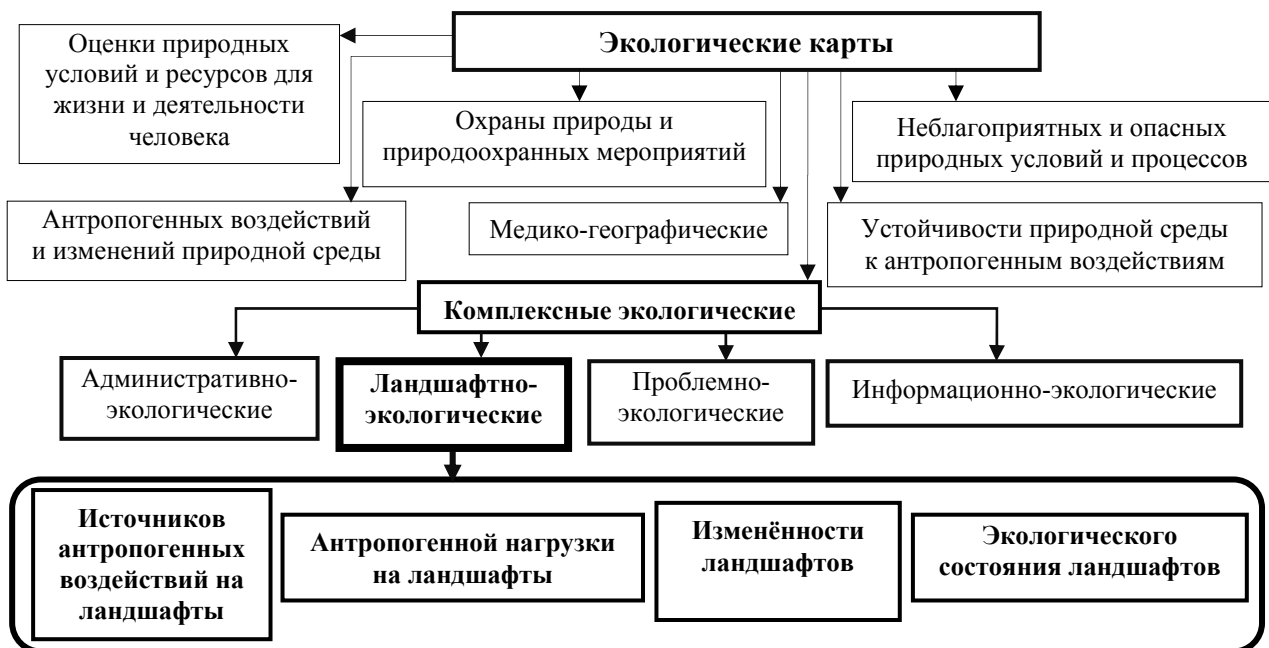 Экологические карты
Оценки природных
условий и ресурсов для
жизни и деятельности
человека
Охраны природы и
природоохранных мероприятий
Неблагоприятных и опасных
природных условий и процессов
Антропогенных воздействий
и изменений природной среды
Медико-географические
Устойчивости природной среды
к антропогенным воздействиям
Комплексные экологические
Административно-
экологические
Ландшафтно-
экологические
Проблемно-
экологические
Информационно-экологические
Источников
антропогенных
воздействий на
ландшафты
Антропогенной нагрузки
на ландшафты
Изменённости
ландшафтов
Экологического
состояния ландшафтов